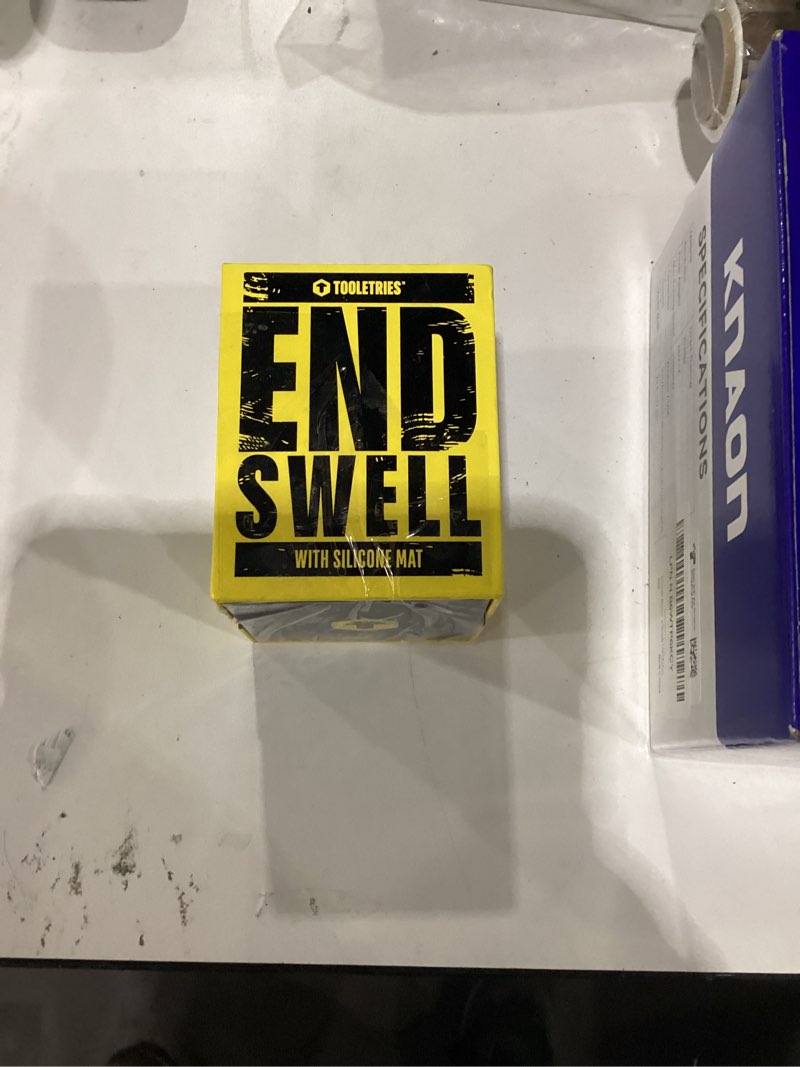 TOOLETRIES
END
SWELL
WITH SILICONE MAT
KNAON
SPECIFICATIONS